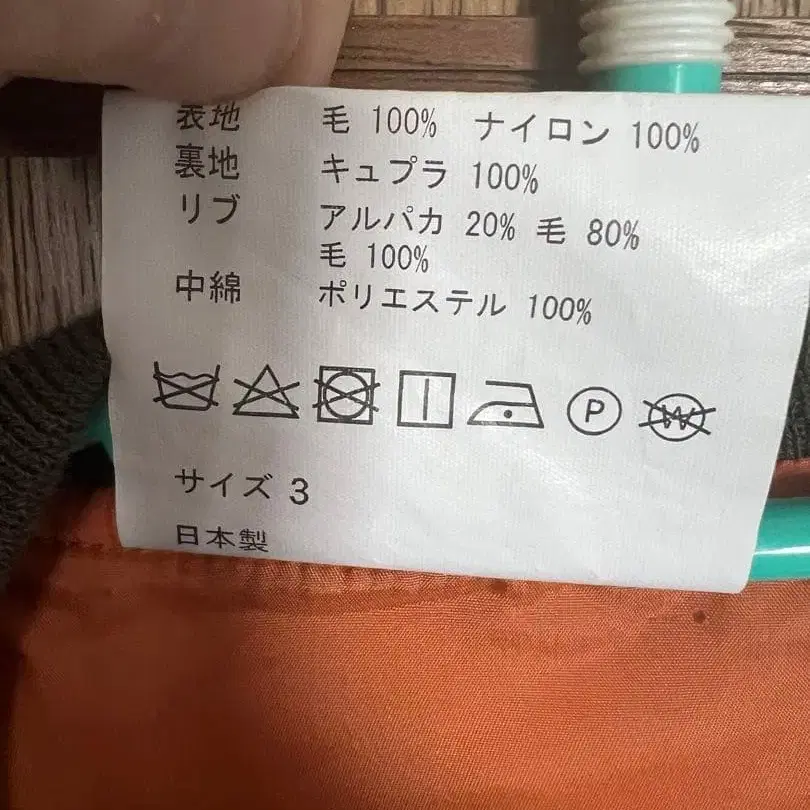 表地 毛 100% ナイロン 100%
裏地 キュプラ 100%
リブ アルパカ 20% 毛 80%
毛 100%
中綿 ポリエステル 100%
P
W
サイズ 3
日本製